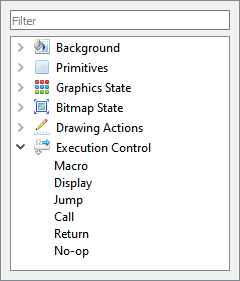 Filter
Background
Primitives
Graphics State
Bitmap State
Drawing Actions
Execution Control
Macro
Display
Jump
Call
Return
No-op